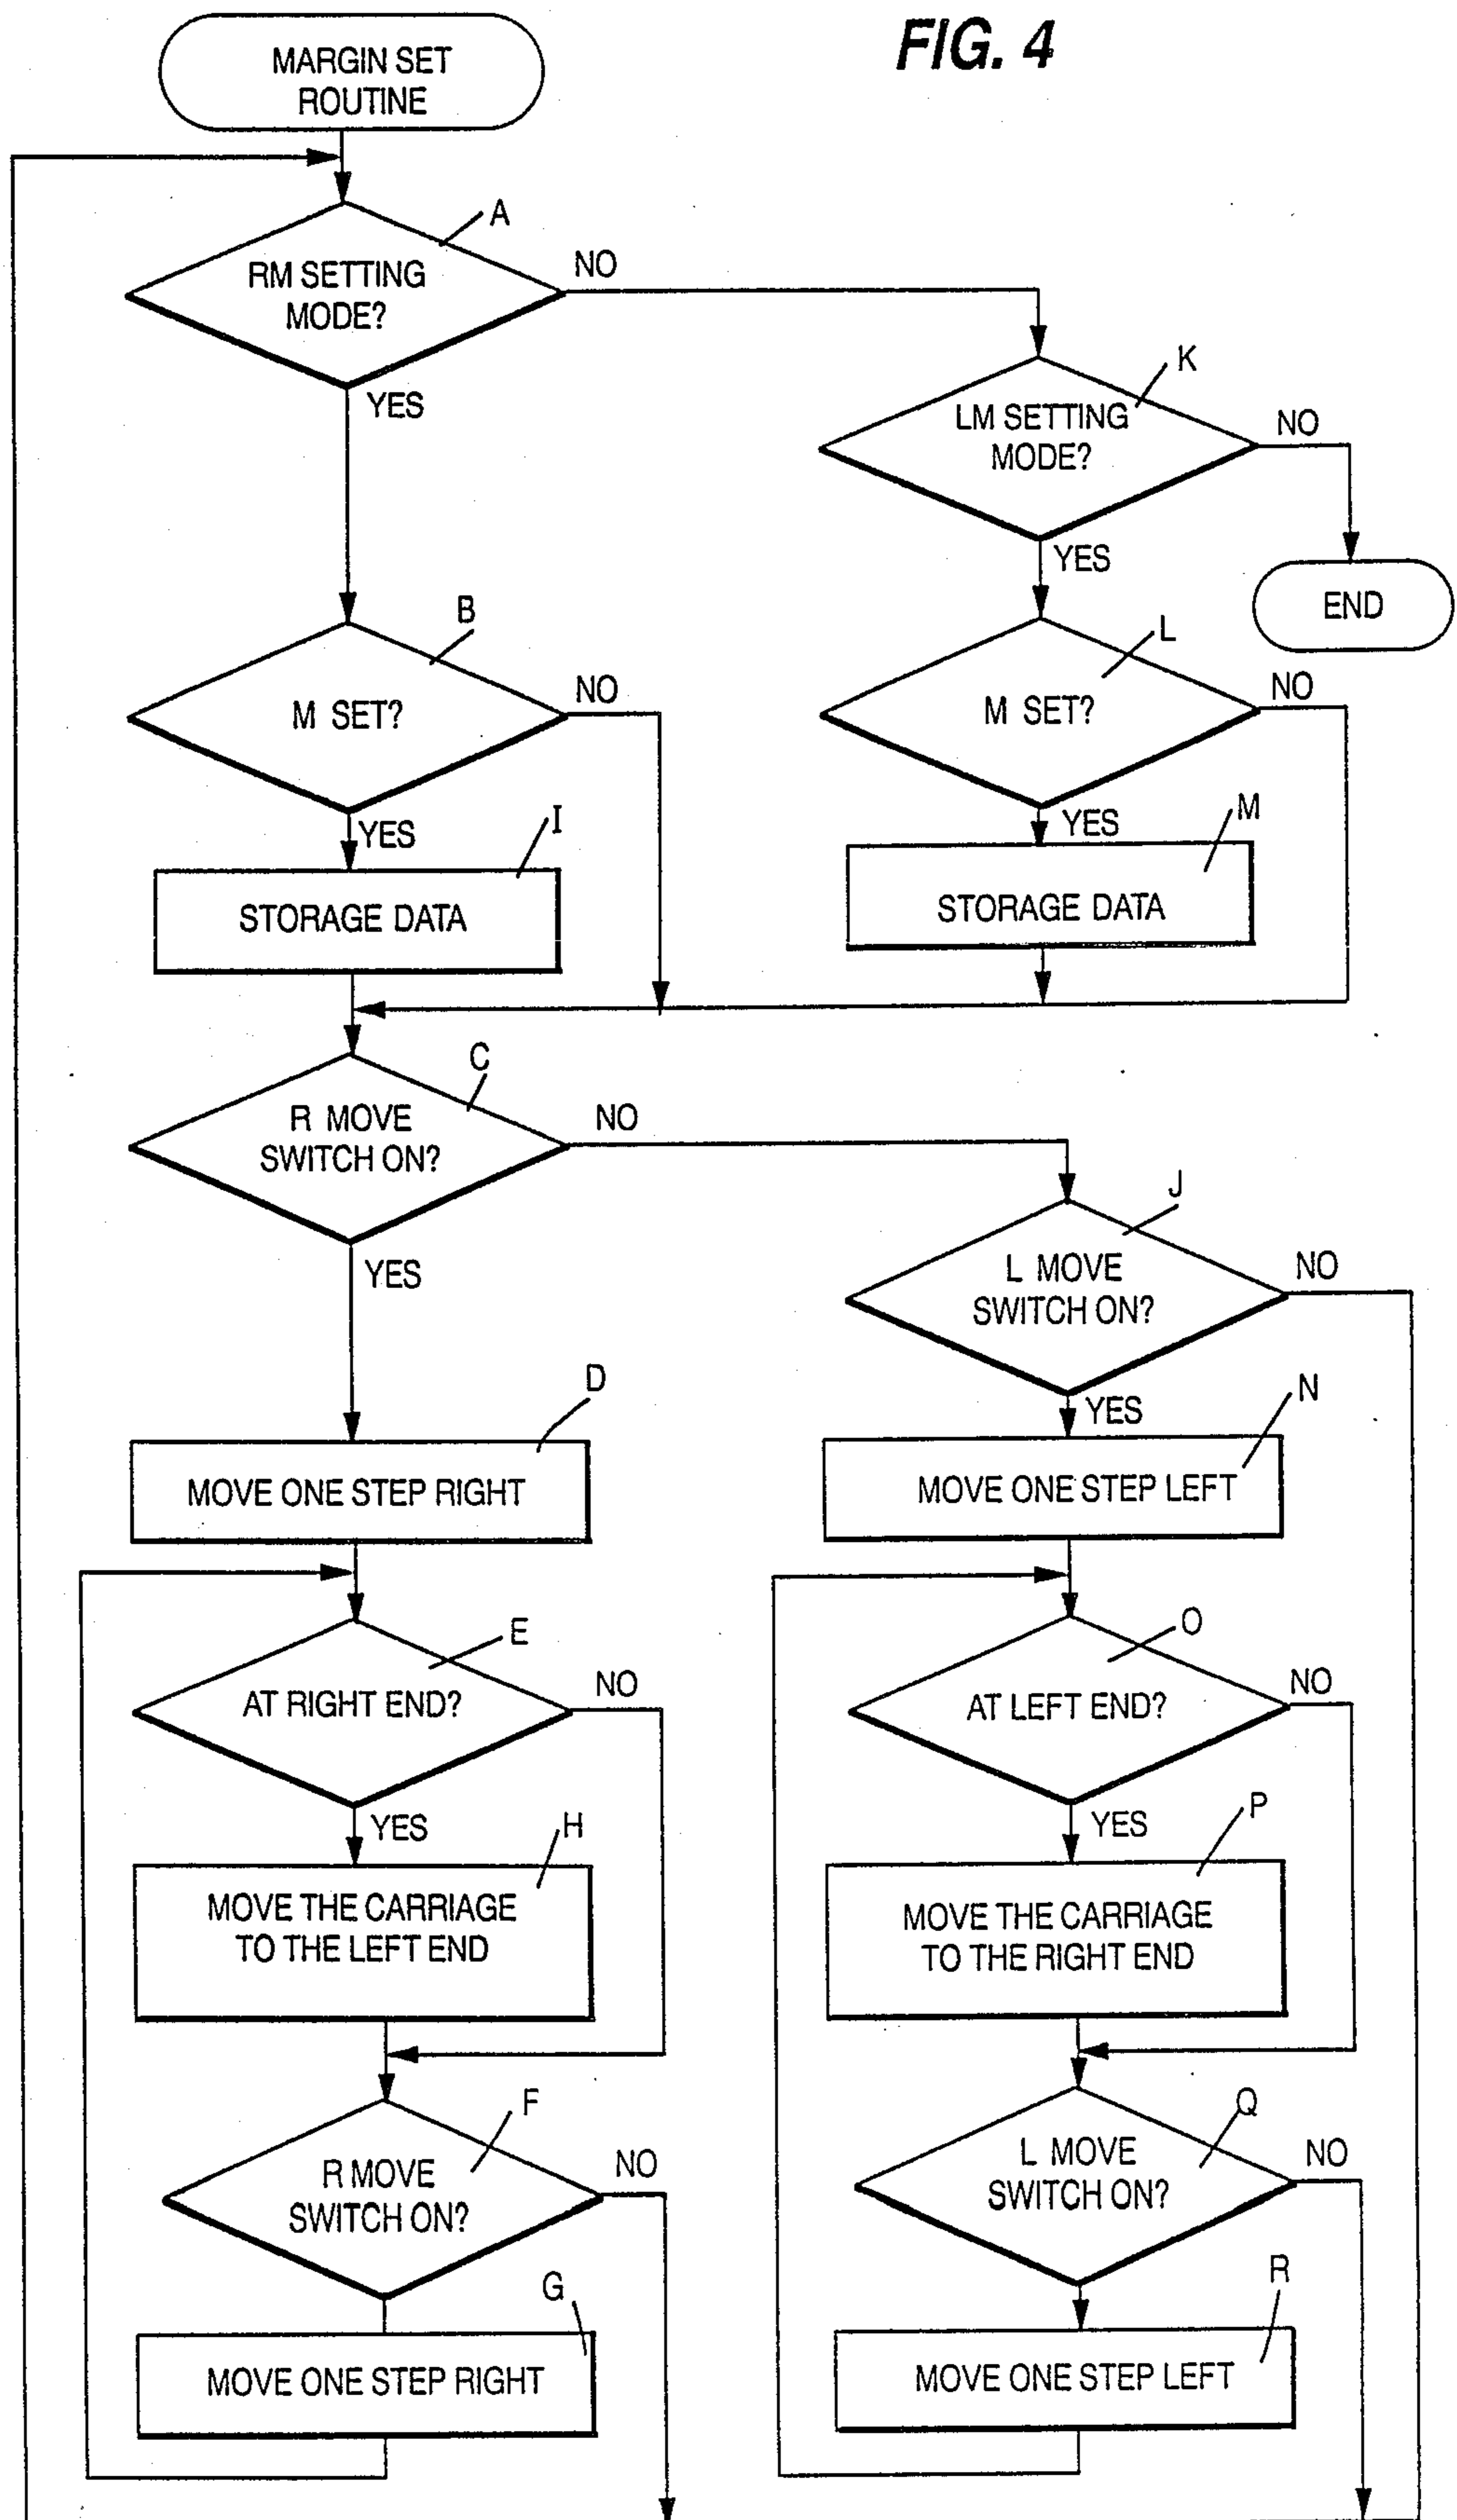 FIG. 4
MARGIN SET
ROUTINE
A
RM SETTING
MODE?
NO
YES
K
LM SETTING
MODE?
NO
YES
END
B
M SET?
NO
YES
L
M SET?
NO
YES
I
STORAGE DATA
M
STORAGE DATA
C
R MOVE
SWITCH ON?
NO
YES
J
L MOVE
SWITCH ON?
NO
YES
D
MOVE ONE STEP RIGHT
N
MOVE ONE STEP LEFT
E
AT RIGHT END?
NO
YES
O
AT LEFT END?
NO
YES
H
MOVE THE CARRIAGE
TO THE LEFT END
P
MOVE THE CARRIAGE
TO THE RIGHT END
F
R MOVE
SWITCH ON?
NO
Q
L MOVE
SWITCH ON?
NO
G
MOVE ONE STEP RIGHT
R
MOVE ONE STEP LEFT